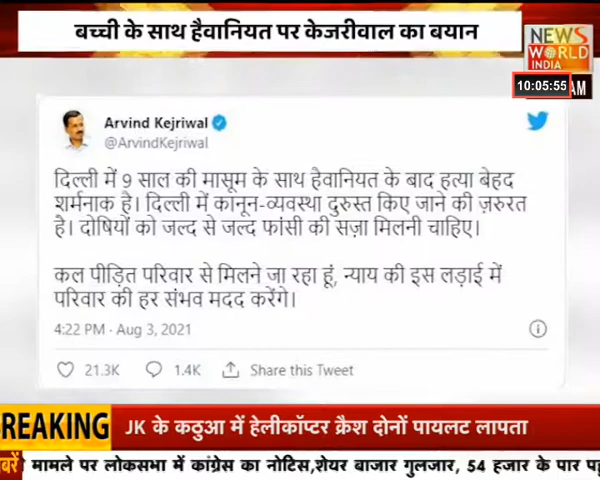 बच्ची के साथ हैवानियत पर केजरीवाल का बयान
NEWS
WORLD
INDIA
10:05:55
AM
Arvind Kejriwal
@ArvindKejriwal
दिल्ली में 9 साल की मासूम के साथ हैवानियत के बाद हत्या बेहद
शर्मनाक है। दिल्ली में कानून-व्यवस्था दुरुस्त किए जाने की ज़रुरत
है। दोषियों को जल्द से जल्द फांसी की सज़ा मिलनी चाहिए।
कल पीड़ित परिवार से मिलने जा रहा हूं, न्याय की इस लड़ाई में
परिवार की हर संभव मदद करेंगे।
4:22 PM - Aug 3, 2021
21.3K 1.4K Share this Tweet
BREAKING JK के कठुआ में हेलीकॉप्टर क्रैश दोनों पायलट लापता
मामले पर लोकसभा में कांग्रेस का नोटिस,शेयर बाजार गुलजार, 54 हजार के पार